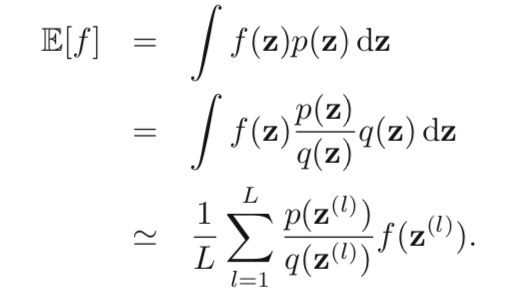 𝔼[f] = ∫ f(𝐳)p(𝐳) d𝐳
= ∫ f(𝐳) p(𝐳)/q(𝐳) q(𝐳) d𝐳
≃ 1/L ∑_{l=1}^{L} p(𝐳^{(l)})/q(𝐳^{(l)}) f(𝐳^{(l)}).